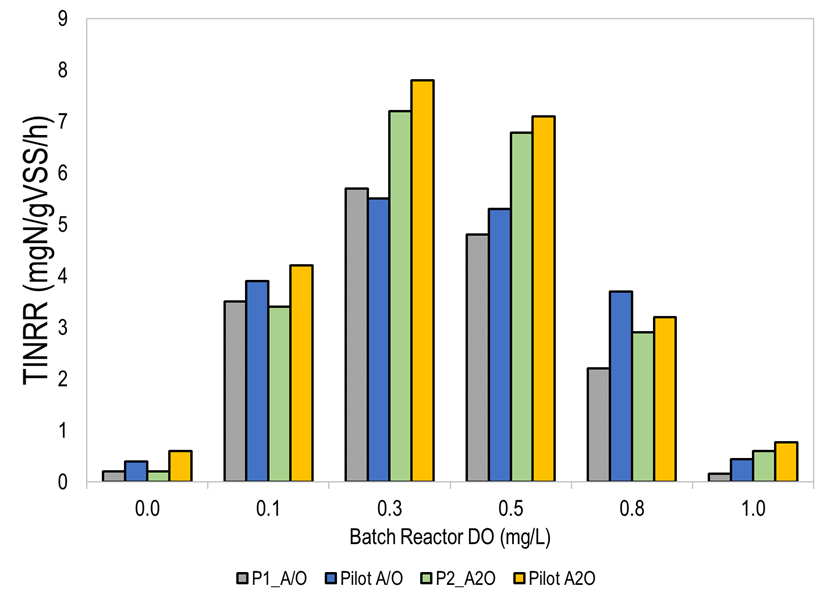 TINRR (mgN/gVSS/h)
9
8
7
6
5
4
3
2
1
0
0.0 0.1 0.3 0.5 0.8 1.0
Batch Reactor DO (mg/L)
P1_A/O Pilot A/O P2_A2O Pilot A2O